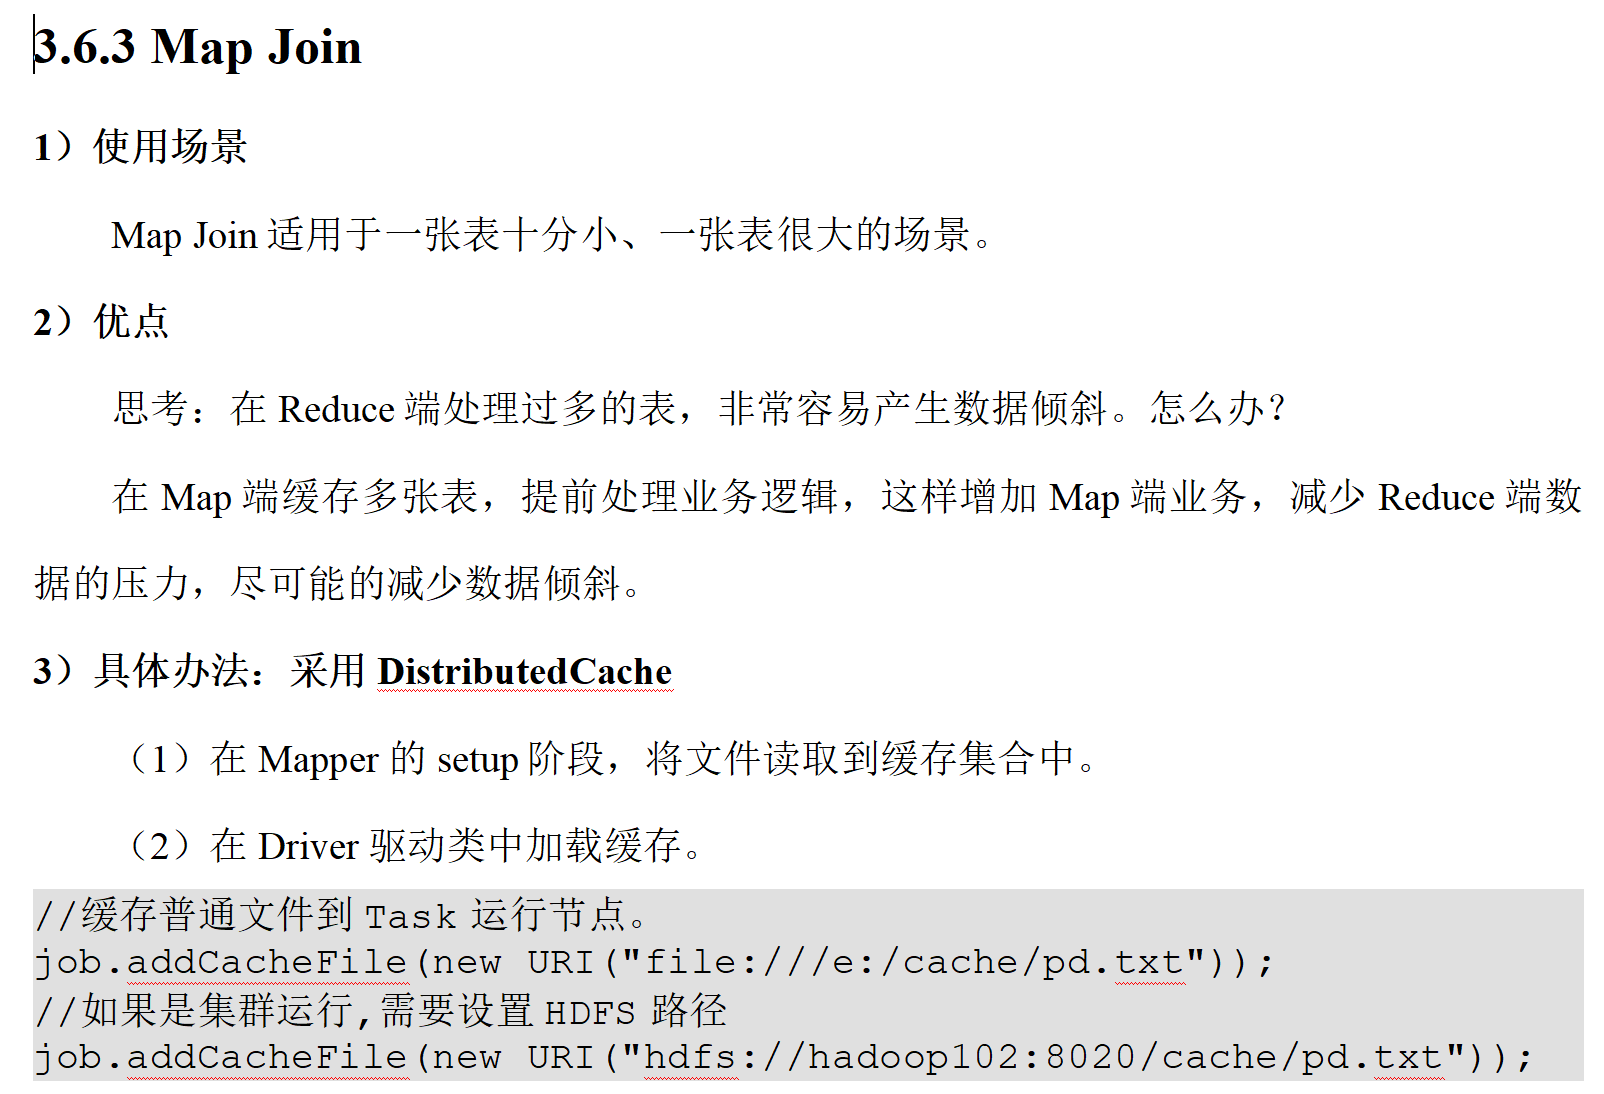 3.6.3 Map Join
1）使用场景
Map Join 适用于一张表十分小、一张表很大的场景。
2）优点
思考：在 Reduce 端处理过多的表，非常容易产生数据倾斜。怎么办？
在 Map 端缓存多张表，提前处理业务逻辑，这样增加 Map 端业务，减少 Reduce 端数
据的压力，尽可能的减少数据倾斜。
3）具体办法：采用 DistributedCache
（1）在 Mapper 的 setup 阶段，将文件读取到缓存集合中。
（2）在 Driver 驱动类中加载缓存。
//缓存普通文件到 Task 运行节点。
job.addCacheFile(new URI("file:///e:/cache/pd.txt"));
//如果是集群运行,需要设置 HDFS 路径
job.addCacheFile(new URI("hdfs://hadoop102:8020/cache/pd.txt"));